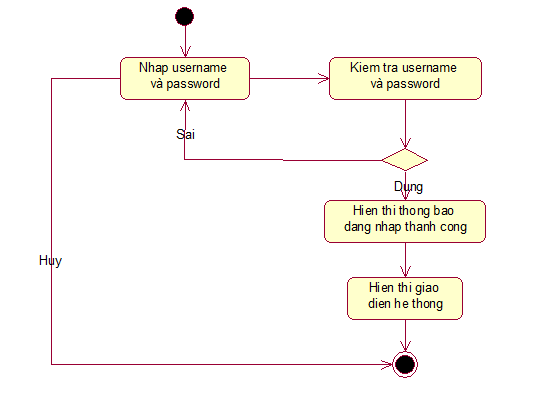 Nhap username
và password
Kiem tra username
và password
Sai
Dung
Hien thi thong bao
dang nhap thanh cong
Huy
Hien thi giao
dien he thong